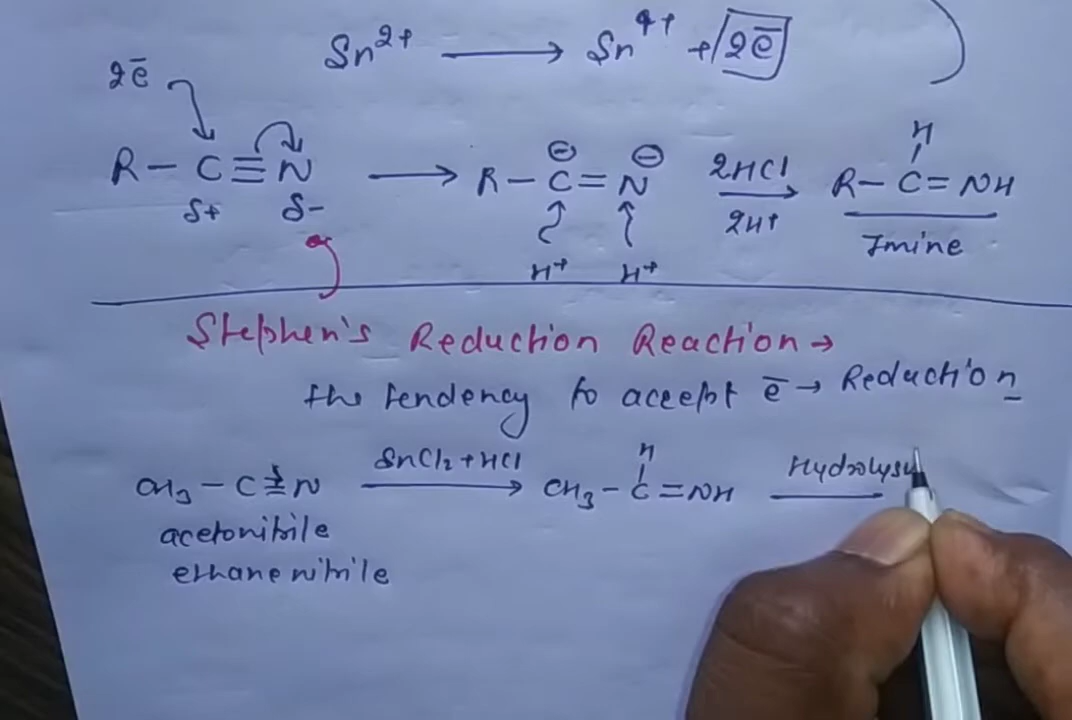 Sn²⁺ ⟶ Sn⁴⁺ + 2ē
2ē
R – C ≡ N ⟶ R – C = N 2HCl R – C = NH
δ+ δ- ⊖ ⊖ 2H⁺ H
H⁺ H⁺ Imine
Stephen's Reduction Reaction →
the tendency to accept ē → Reduction
CH₃ – C ≡ N SnCl₂ + HCl CH₃ – C = NH Hydrolysi
H
acetonitrile
ethanenitrile